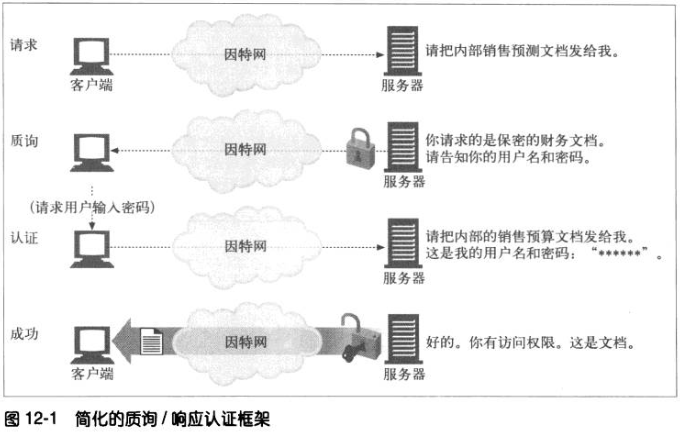 请求
因特网
请把内部销售预测文档发给我。
客户端
服务器
质询
因特网
你请求的是保密的财务文档。
请告知你的用户名和密码。
服务器
(请求用户输入密码)
认证
因特网
请把内部的销售预算文档发给我。
这是我的用户名和密码：“******”。
服务器
成功
因特网
好的。你有访问权限。这是文档。
客户端
服务器
图 12-1 简化的质询 / 响应认证框架